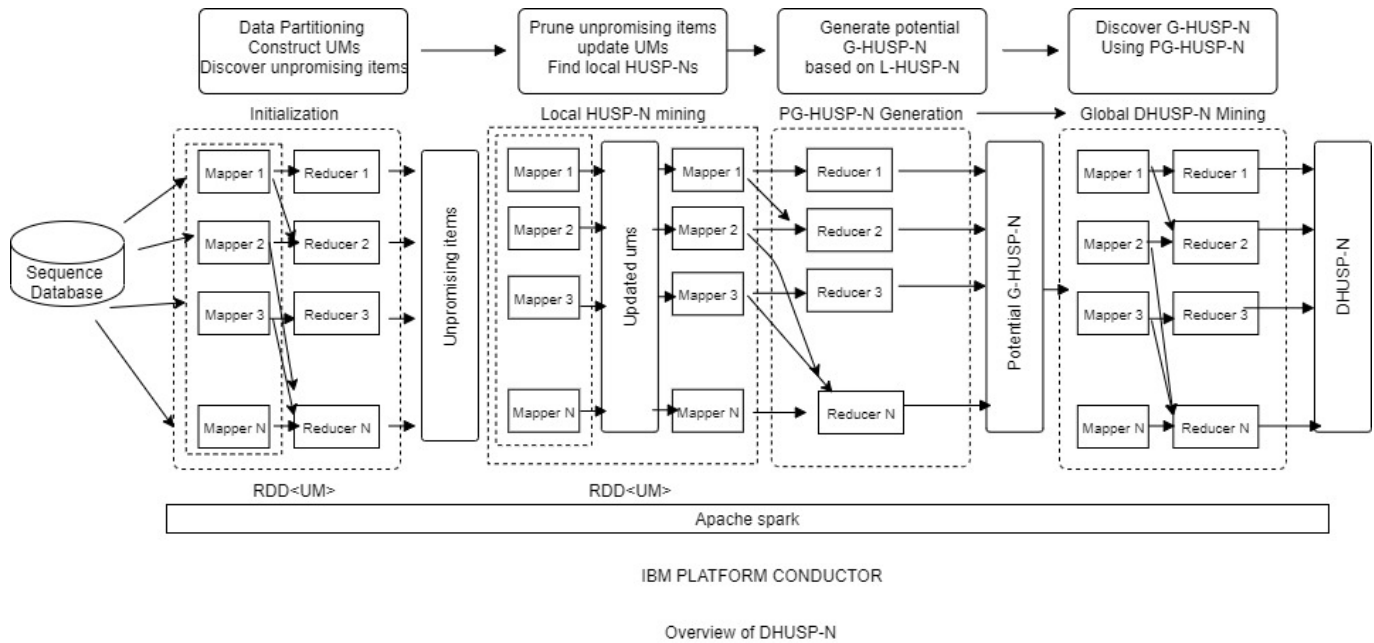 Data Partitioning
Construct UMs
Discover unpromising items
Prune unpromising items
update UMs
Find local HUSP-Ns
Generate potential
G-HUSP-N
based on L-HUSP-N
Discover G-HUSP-N
Using PG-HUSP-N
Initialization
Local HUSP-N mining
PG-HUSP-N Generation
Global DHUSP-N Mining
Sequence
Database
Mapper 1
Mapper 2
Mapper 3
Mapper N
Reducer 1
Reducer 2
Reducer 3
Reducer N
Unpromising items
Mapper 1
Mapper 2
Mapper 3
Mapper N
Updated ums
Mapper 1
Mapper 2
Mapper 3
Mapper N
Reducer 1
Reducer 2
Reducer 3
Reducer N
Potential G-HUSP-N
Mapper 1
Mapper 2
Mapper 3
Mapper N
Reducer 1
Reducer 2
Reducer 3
Reducer N
DHUSP-N
RDD<UM>
RDD<UM>
Apache spark
IBM PLATFORM CONDUCTOR
Overview of DHUSP-N